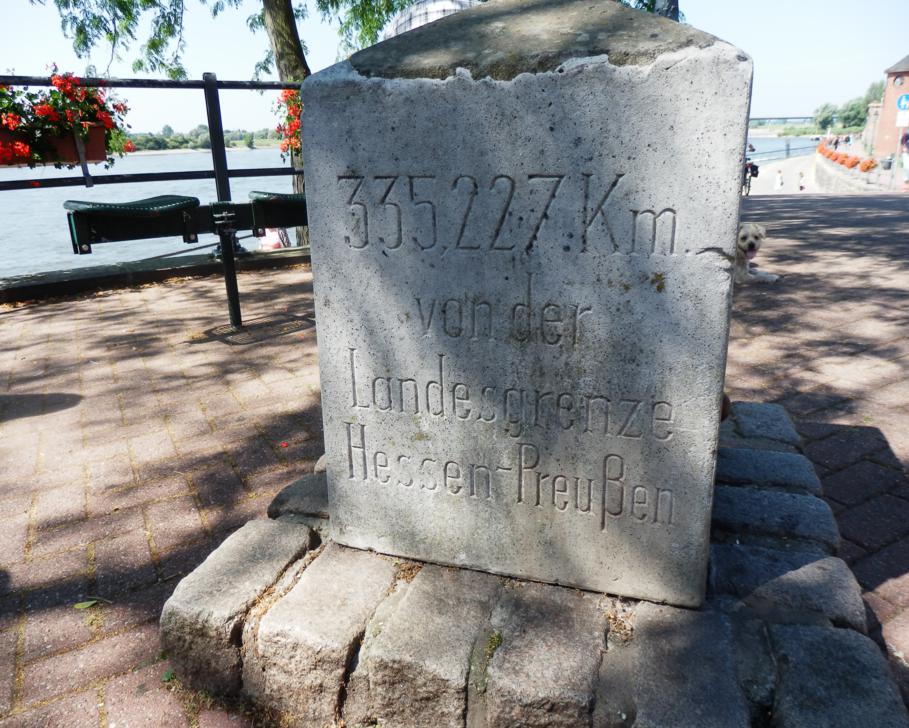 335,227.Km.
von der
Landesgrenze
Hessen-Preußen